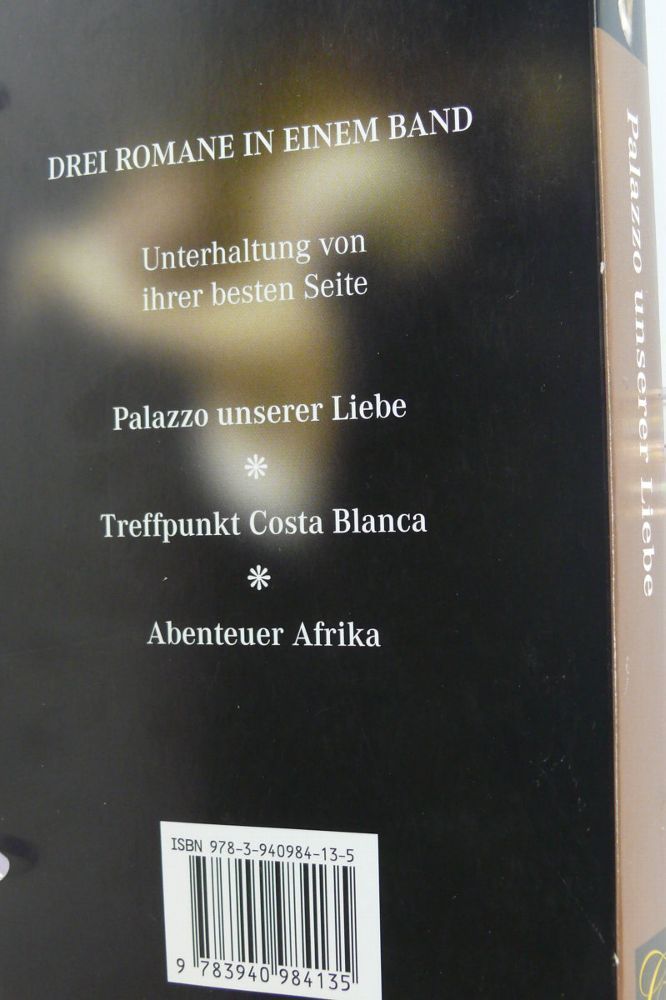 DREI ROMANE IN EINEM BAND
Unterhaltung von
ihrer besten Seite
Palazzo unserer Liebe
Treffpunkt Costa Blanca
Abenteuer Afrika
ISBN 978-3-940984-13-5
9 783940 984135
Palazzo unserer Liebe